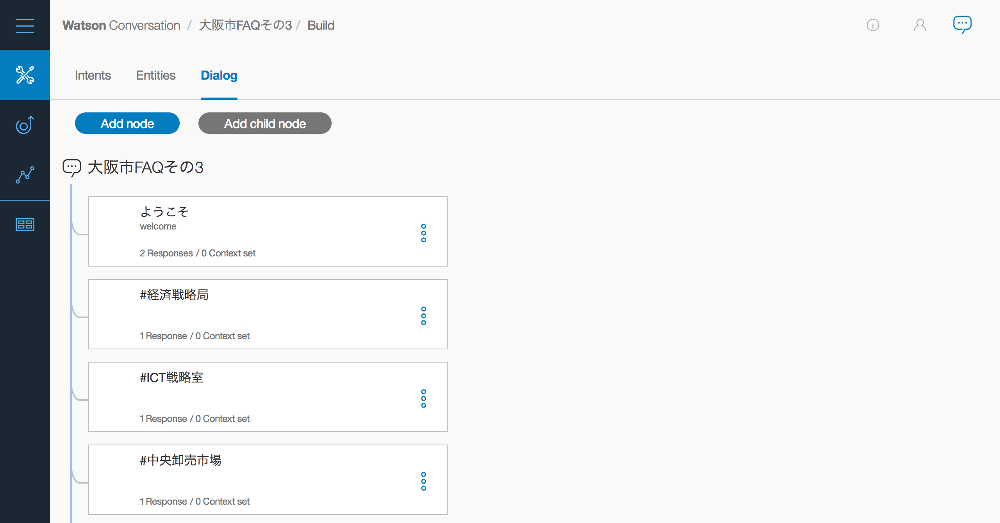 Watson Conversation / 大阪市FAQその3 / Build
Intents Entities Dialog
Add node Add child node
大阪市FAQその3
ようこそ
welcome
2 Responses / 0 Context set
#経済戦略局
1 Response / 0 Context set
#ICT戦略室
1 Response / 0 Context set
#中央卸売市場
1 Response / 0 Context set